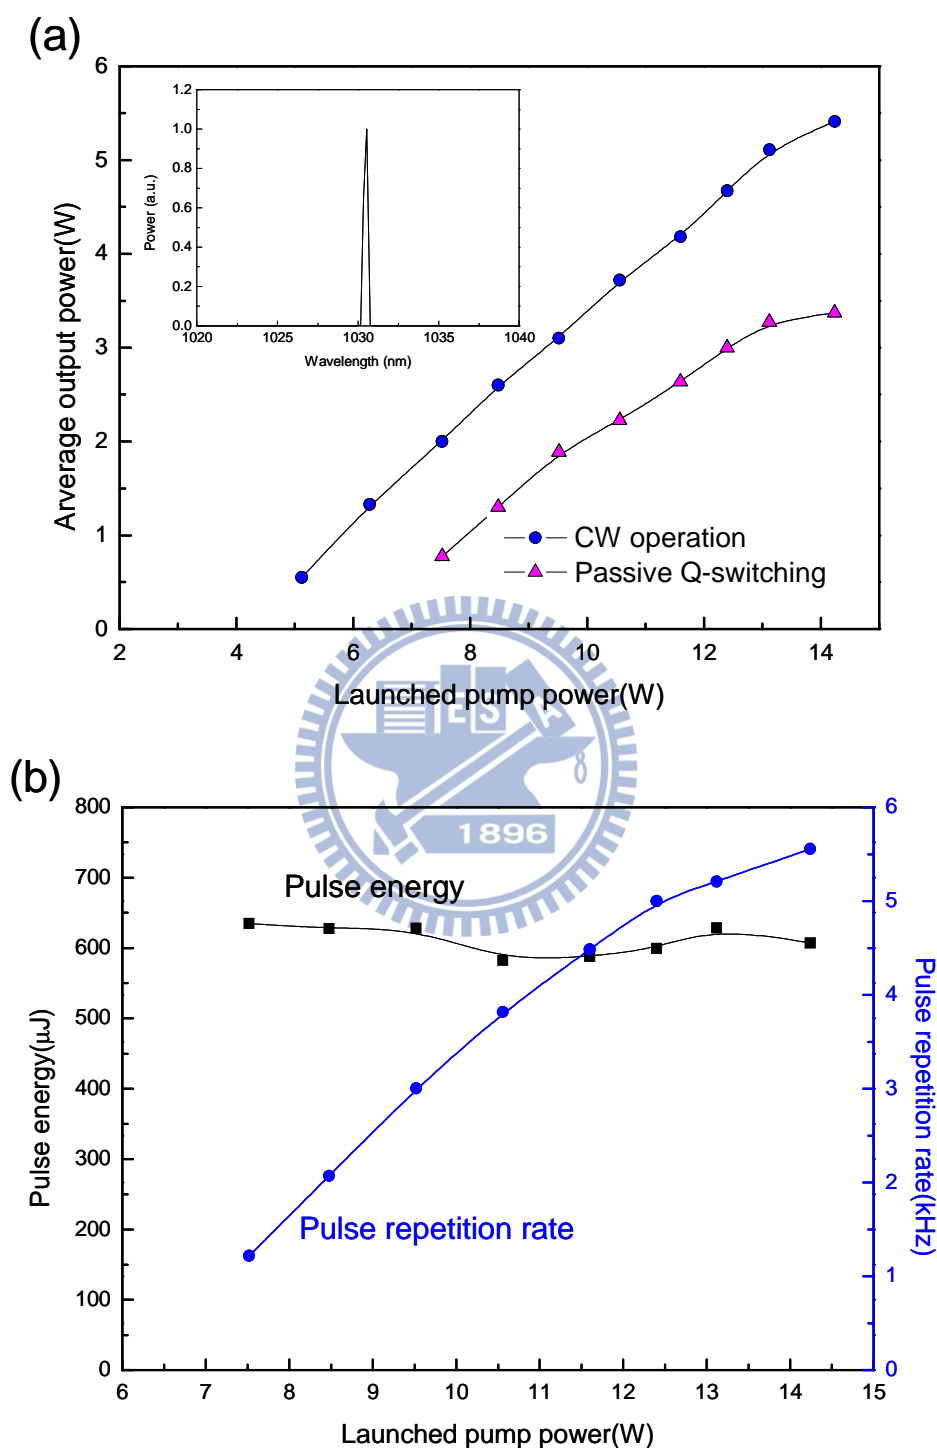 (a)
6
5
4
3
2
1
0
Arverage output power(W)
1.2
1.0
0.8
0.6
0.4
0.2
0.0
Power (a.u.)
1020 1025 1030 1035 1040
Wavelength (nm)
CW operation
Passive Q-switching
2 4 6 8 10 12 14
Launched pump power(W)
E S
1896
(b)
800
700
600
500
400
300
200
100
0
Pulse energy(μJ)
Pulse energy
Pulse repetition rate
6
5
4
3
2
1
0
Pulse repetition rate(kHz)
6 7 8 9 10 11 12 13 14 15
Launched pump power(W)